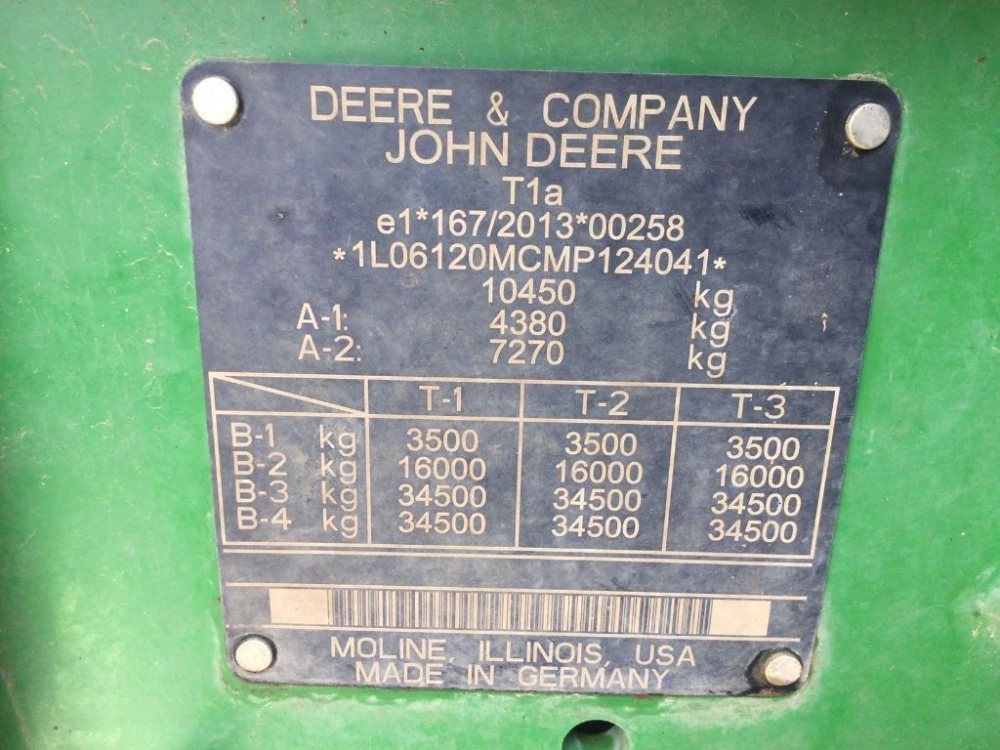 DEERE & COMPANY
JOHN DEERE
T1a
e1*167/2013*00258
*1L06120MCMP124041*
10450 kg
A-1: 4380 kg
A-2: 7270 kg
T-1 T-2 T-3
B-1 kg 3500 3500 3500
B-2 kg 16000 16000 16000
B-3 kg 34500 34500 34500
B-4 kg 34500 34500 34500
MOLINE, ILLINOIS, USA
MADE IN GERMANY